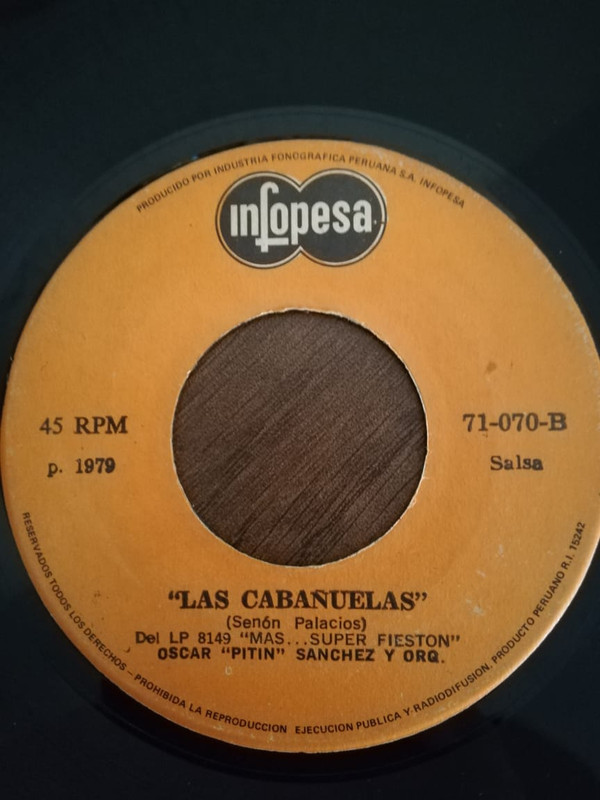 PRODUCIDO POR INDUSTRIA FONOGRAFICA PERUANA S.A. INFOPESA
infopesa
45 RPM
p. 1979
71-070-B
Salsa
"LAS CABAÑUELAS"
(Senón Palacios)
Del LP 8149 "MAS...SUPER FIESTON"
OSCAR "PITIN" SANCHEZ Y ORQ.
RESERVADOS TODOS LOS DERECHOS - PROHIBIDA LA REPRODUCCION EJECUCION PUBLICA Y RADIODIFUSION. PRODUCTO PERUANO R.I. 15242